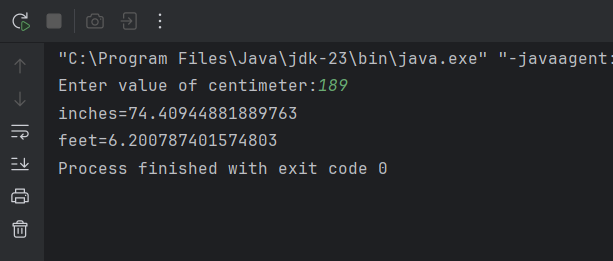 "C:\Program Files\Java\jdk-23\bin\java.exe" "-javaagent:
Enter value of centimeter:189
inches=74.40944881889763
feet=6.200787401574803
Process finished with exit code 0